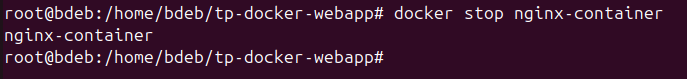 root@bdeb:/home/bdeb/tp-docker-webapp# docker stop nginx-container
nginx-container
root@bdeb:/home/bdeb/tp-docker-webapp#